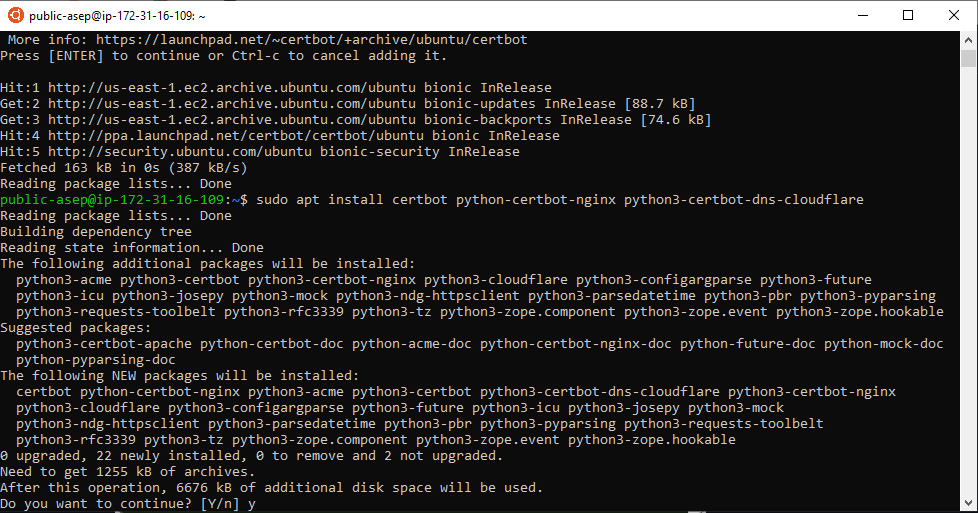 public-asep@ip-172-31-16-109: ~
More info: https://launchpad.net/~certbot/+archive/ubuntu/certbot
Press [ENTER] to continue or Ctrl-c to cancel adding it.
Hit:1 http://us-east-1.ec2.archive.ubuntu.com/ubuntu bionic InRelease
Get:2 http://us-east-1.ec2.archive.ubuntu.com/ubuntu bionic-updates InRelease [88.7 kB]
Get:3 http://us-east-1.ec2.archive.ubuntu.com/ubuntu bionic-backports InRelease [74.6 kB]
Hit:4 http://ppa.launchpad.net/certbot/certbot/ubuntu bionic InRelease
Hit:5 http://security.ubuntu.com/ubuntu bionic-security InRelease
Fetched 163 kB in 0s (387 kB/s)
Reading package lists... Done
public-asep@ip-172-31-16-109:~$ sudo apt install certbot python-certbot-nginx python3-certbot-dns-cloudflare
Reading package lists... Done
Building dependency tree
Reading state information... Done
The following additional packages will be installed:
python3-acme python3-certbot python3-certbot-nginx python3-cloudflare python3-configargparse python3-future
python3-icu python3-josepy python3-mock python3-ndg-httpsclient python3-parsedatetime python3-pbr python3-pyparsing
python3-requests-toolbelt python3-rfc3339 python3-tz python3-zope.component python3-zope.event python3-zope.hookable
Suggested packages:
python3-certbot-apache python-certbot-doc python-acme-doc python-certbot-nginx-doc python-future-doc python-mock-doc
python-pyparsing-doc
The following NEW packages will be installed:
certbot python-certbot-nginx python3-acme python3-certbot python3-certbot-dns-cloudflare python3-certbot-nginx
python3-cloudflare python3-configargparse python3-future python3-icu python3-josepy python3-mock
python3-ndg-httpsclient python3-parsedatetime python3-pbr python3-pyparsing python3-requests-toolbelt
python3-rfc3339 python3-tz python3-zope.component python3-zope.event python3-zope.hookable
0 upgraded, 22 newly installed, 0 to remove and 2 not upgraded.
Need to get 1255 kB of archives.
After this operation, 6676 kB of additional disk space will be used.
Do you want to continue? [Y/n] y